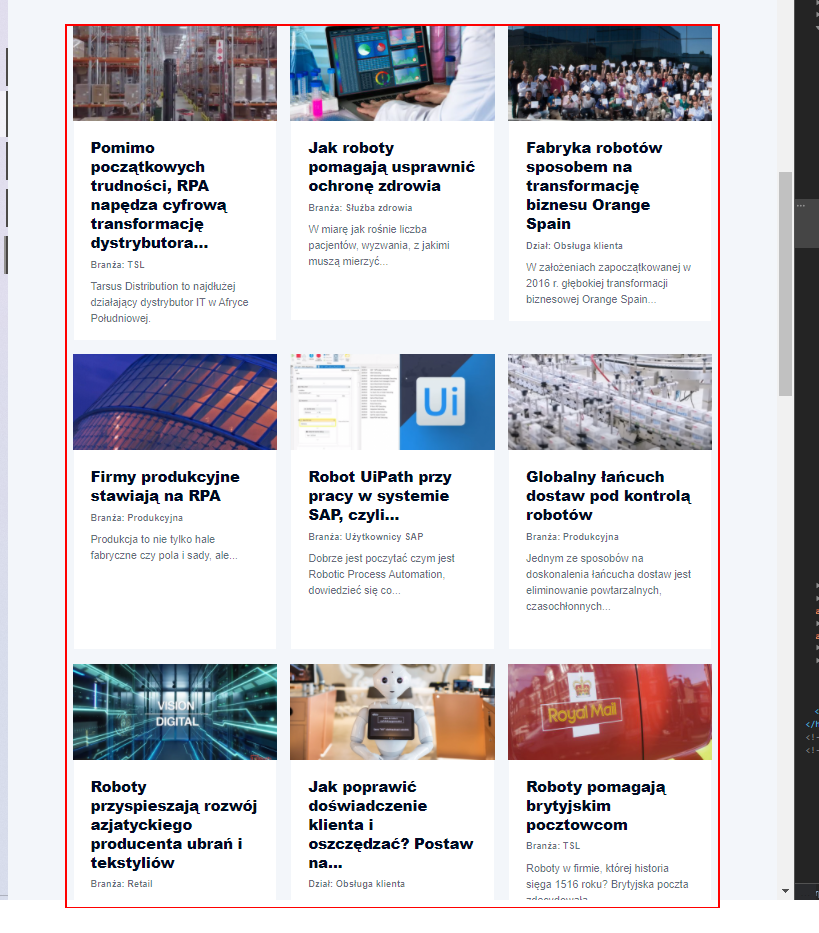 Pomimo
początkowych
trudności, RPA
napędza cyfrową
transformację
dystrybutora...
Branża: TSL
Tarsus Distribution to najdłużej
działający dystrybutor IT w Afryce
Południowej.
Jak roboty
pomagają usprawnić
ochronę zdrowia
Branża: Służba zdrowia
W miarę jak rośnie liczba
pacjentów, wyzwania, z jakimi
muszą mierzyć...
Fabryka robotów
sposobem na
transformację
biznesu Orange
Spain
Dział: Obsługa klienta
W założeniach zapoczątkowanej w
2016 r. głębokiej transformacji
biznesowej Orange Spain...
Firmy produkcyjne
stawiają na RPA
Branża: Produkcyjna
Produkcja to nie tylko hale
fabryczne czy pola i sady, ale...
Ui
Robot UiPath przy
pracy w systemie
SAP, czyli...
Branża: Użytkownicy SAP
Dobrze jest poczytać czym jest
Robotic Process Automation,
dowiedzieć się co...
Globalny łańcuch
dostaw pod kontrolą
robotów
Branża: Produkcyjna
Jednym ze sposobów na
doskonalenia łańcucha dostaw jest
eliminowanie powtarzalnych,
czasochłonnych...
VISION
DIGITAL
Roboty
przyspieszają rozwój
azjatyckiego
producenta ubrań i
tekstyliów
Branża: Retail
Jak poprawić
doświadczenie
klienta i
oszczędzać? Postaw
na...
Dział: Obsługa klienta
Royal Mail
Roboty pomagają
brytyjskim
pocztowcom
Branża: TSL
Roboty w firmie, której historia
sięga 1516 roku? Brytyjska poczta